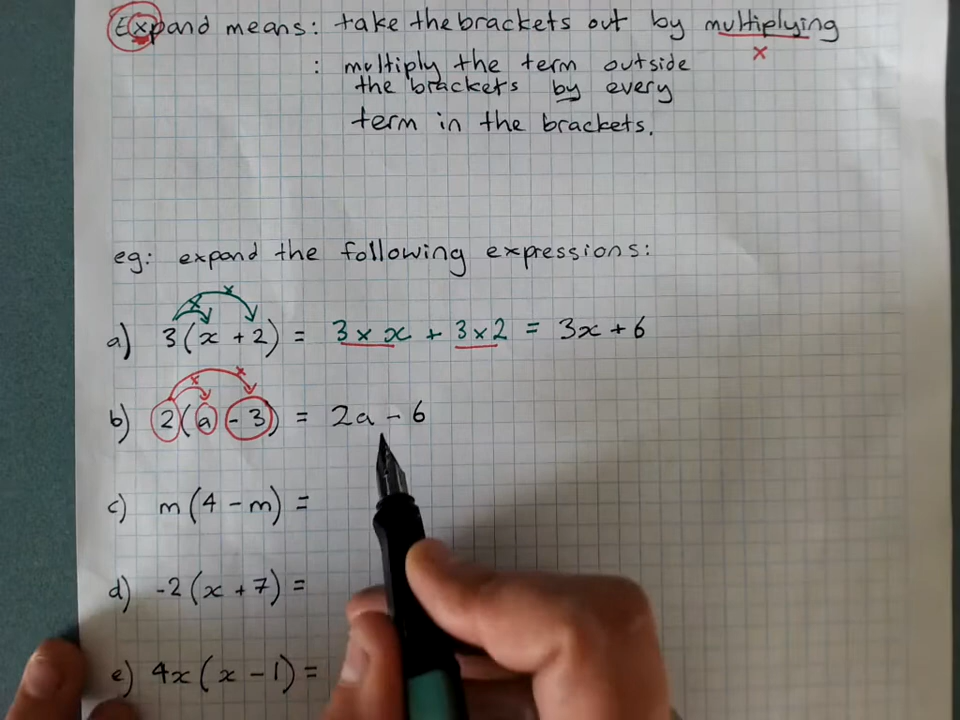 Expand means: take the brackets out by multiplying
×
: multiply the term outside
the brackets by every
term in the brackets.
eg: expand the following expressions:
× ×
a) 3(x + 2) = 3 × x + 3 × 2 = 3x + 6
× ×
b) 2(a - 3) = 2a - 6
c) m(4 - m) =
d) -2(x + 7) =
e) 4x(x - 1) =